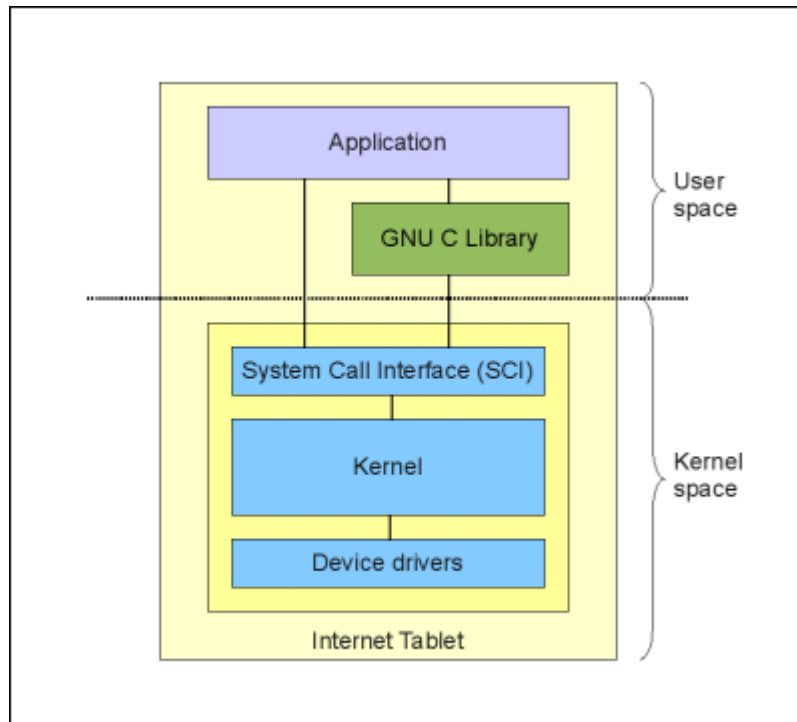 Application
User
space
GNU C Library
System Call Interface (SCI)
Kernel
Kernel
space
Device drivers
Internet Tablet